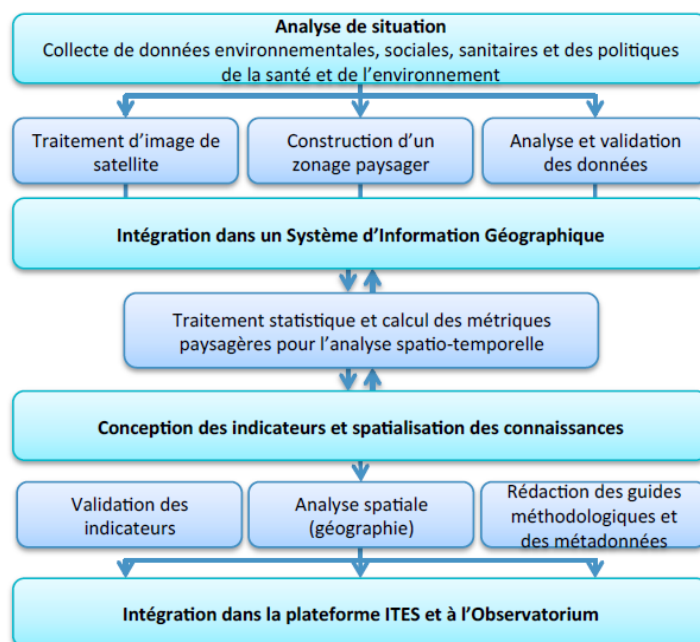 Analyse de situation
Collecte de données environnementales, sociales, sanitaires et des politiques
de la santé et de l’environnement
Traitement d’image de
satellite
Construction d’un
zonage paysager
Analyse et validation
des données
Intégration dans un Système d’Information Géographique
Traitement statistique et calcul des métriques
paysagères pour l’analyse spatio-temporelle
Conception des indicateurs et spatialisation des connaissances
Validation des
indicateurs
Analyse spatiale
(géographie)
Rédaction des guides
méthodologiques et
des métadonnées
Intégration dans la plateforme ITES et à l’Observatorium